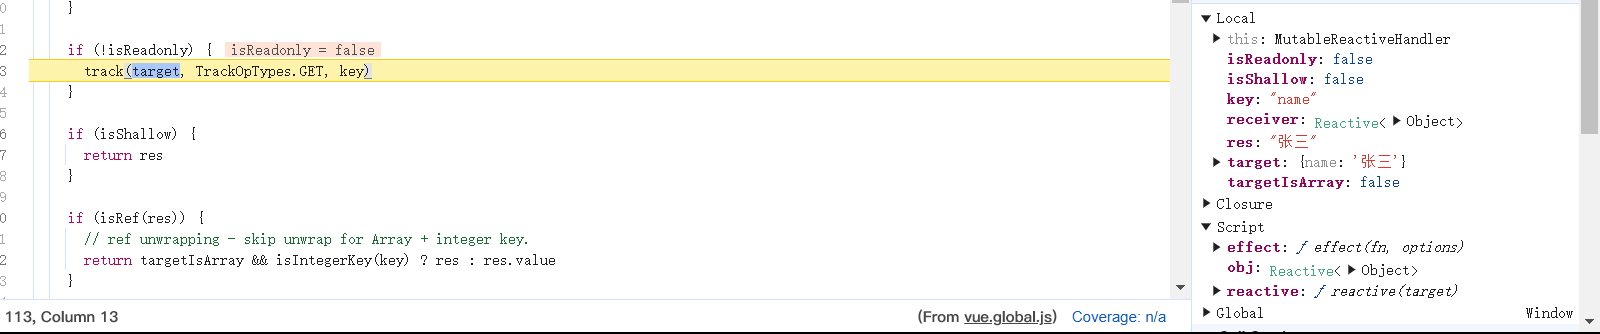 0 }
1
2 if (!isReadonly) { isReadonly = false
3 track(target, TrackOpTypes.GET, key)
4 }
5
6 if (isShallow) {
7 return res
8 }
9
0 if (isRef(res)) {
1 // ref unwrapping - skip unwrap for Array + integer key.
2 return targetIsArray && isIntegerKey(key) ? res : res.value
3 }
113, Column 13
(From vue.global.js) Coverage: n/a
▼ Local
▶ this: MutableReactiveHandler
isReadonly: false
isShallow: false
key: "name"
receiver: Reactive< ▶ Object>
res: "张三"
▶ target: {name: '张三'}
targetIsArray: false
▶ Closure
▼ Script
▶ effect: ƒ effect(fn, options)
obj: Reactive< ▶ Object>
▶ reactive: ƒ reactive(target)
▶ Global Window